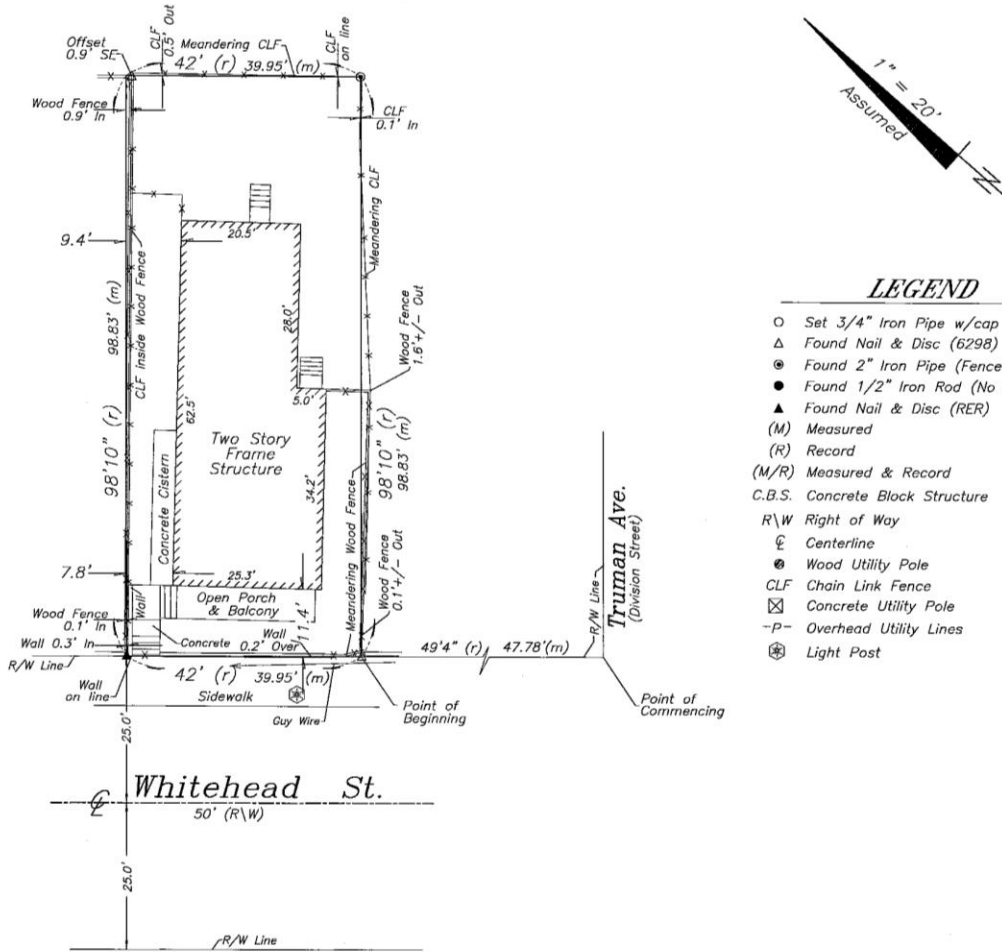 Offset
0.9' SE
CLF
0.5' Out
Meandering CLF
CLF
on line
42' (r) 39.95' (m)
Wood Fence
0.9' In
CLF
0.1' In
1" = 20'
Assumed
N
Meandering CLF
20.5'
9.4'
CLF inside Wood Fence
98.83' (m)
98'10" (r)
28.0'
Wood Fence
1.6'+/- Out
5.0'
62.5'
Two Story
Frame
Structure
34.2'
98'10" (r)
98.83' (m)
Concrete Cistern
Meandering Wood Fence
Wood Fence
0.1'+/- Out
7.8'
25.3'
Wall
Open Porch
& Balcony
11.4'
Wood Fence
0.1' In
Wall 0.3' In
Concrete
Wall
0.2' Over
R/W Line
42' (r) 39.95' (m)
49'4" (r) 47.78'(m)
R/W Line
Truman Ave.
(Division Street)
Wall
on line
Sidewalk
Guy Wire
Point of
Beginning
Point of
Commencing
25.0'
Whitehead St.
℄
50' (R\W)
25.0'
R/W Line
LEGEND
Set 3/4" Iron Pipe w/cap
Found Nail & Disc (6298)
Found 2" Iron Pipe (Fence
Found 1/2" Iron Rod (No
Found Nail & Disc (RER)
(M) Measured
(R) Record
(M/R) Measured & Record
C.B.S. Concrete Block Structure
R\W Right of Way
℄ Centerline
Wood Utility Pole
CLF Chain Link Fence
Concrete Utility Pole
-P- Overhead Utility Lines
Light Post